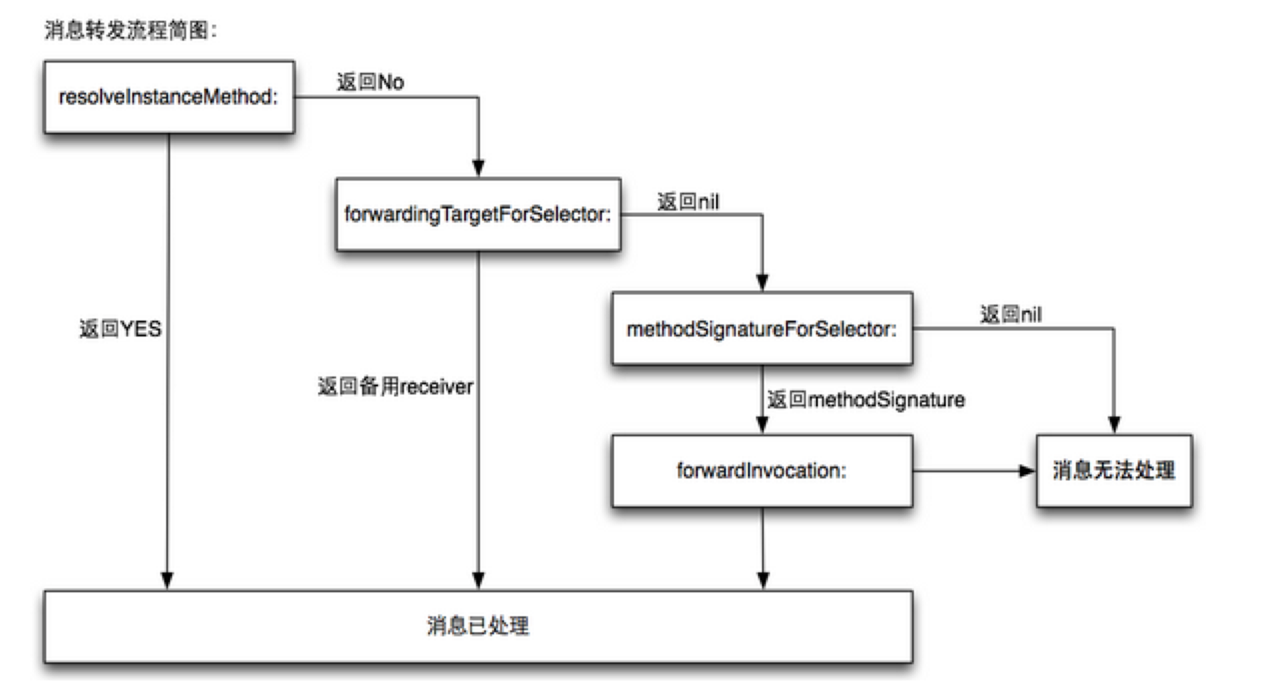 消息转发流程简图：
返回No
resolveInstanceMethod:
返回nil
forwardingTargetForSelector:
返回nil
返回YES
methodSignatureForSelector:
返回备用receiver
返回methodSignature
forwardInvocation:
消息无法处理
消息已处理